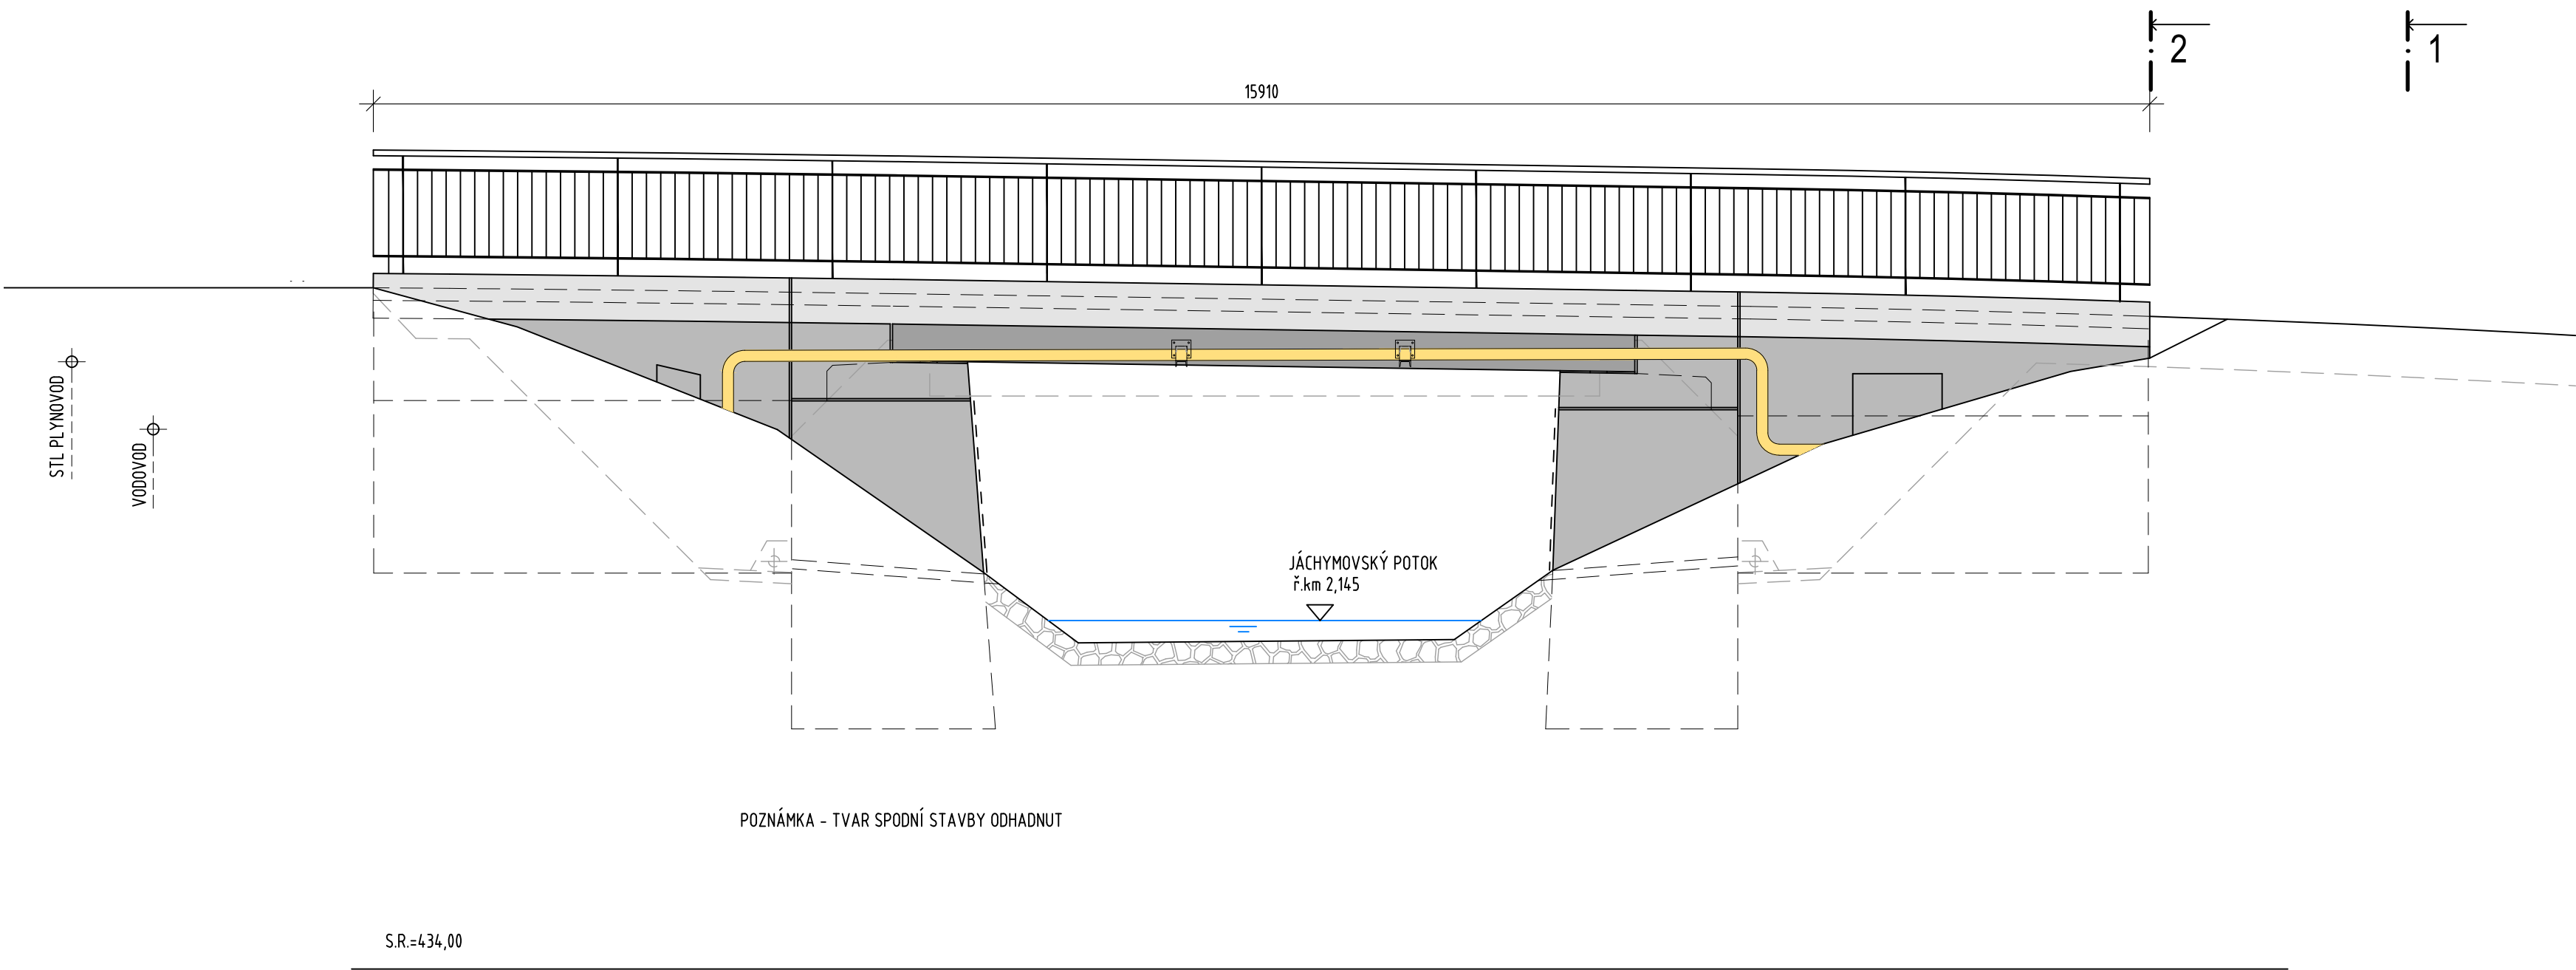 2
1
15910
STL PLYNOVOD
VODOVOD
JÁCHYMOVSKÝ POTOK
ř.km 2,145
POZNÁMKA - TVAR SPODNÍ STAVBY ODHADNUT
S.R.=434,00